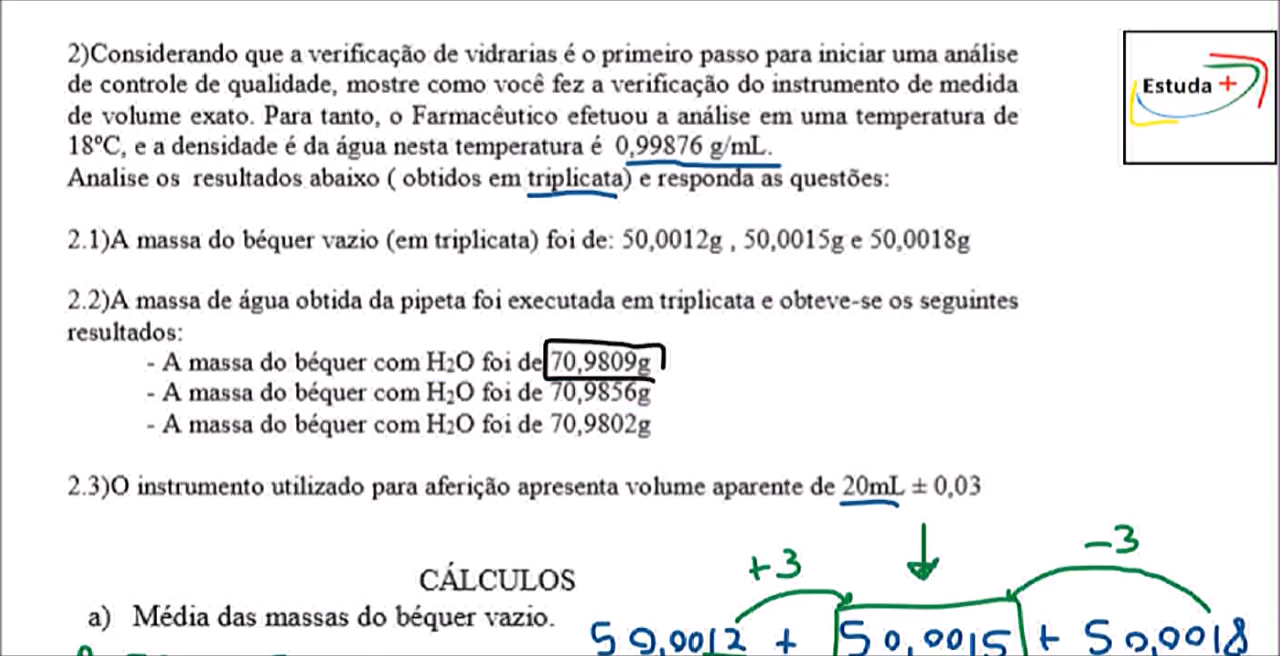 2)Considerando que a verificação de vidrarias é o primeiro passo para iniciar uma análise
de controle de qualidade, mostre como você fez a verificação do instrumento de medida
de volume exato. Para tanto, o Farmacêutico efetuou a análise em uma temperatura de
18ºC, e a densidade é da água nesta temperatura é 0,99876 g/mL.
Analise os resultados abaixo ( obtidos em triplicata) e responda as questões:
Estuda +
2.1)A massa do béquer vazio (em triplicata) foi de: 50,0012g , 50,0015g e 50,0018g
2.2)A massa de água obtida da pipeta foi executada em triplicata e obteve-se os seguintes
resultados:
- A massa do béquer com H2O foi de 70,9809g
- A massa do béquer com H2O foi de 70,9856g
- A massa do béquer com H2O foi de 70,9802g
2.3)O instrumento utilizado para aferição apresenta volume aparente de 20mL ± 0,03
+3
-3
CÁLCULOS
a) Média das massas do béquer vazio.
50,0012 + 50,0015 + 50,0018